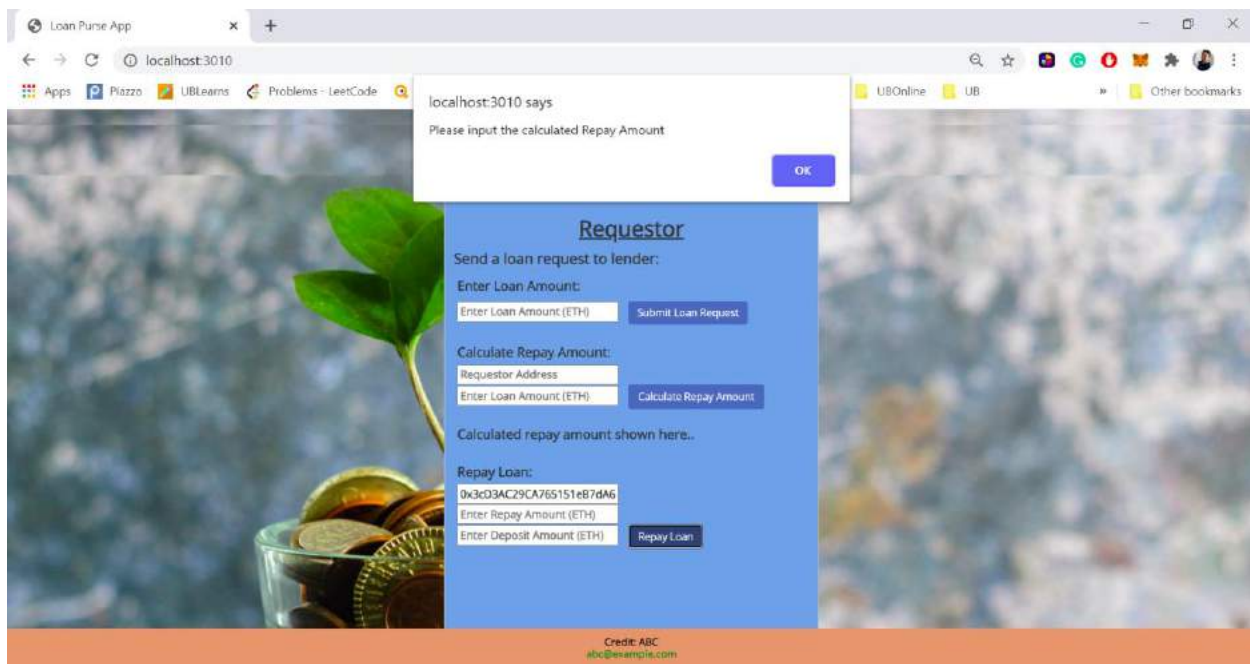 Loan Purse App
localhost:3010
Apps Piazza UBLearns Problems - LeetCode UBOnline UB » Other bookmarks
localhost:3010 says
Please input the calculated Repay Amount
OK
Requestor
Send a loan request to lender:
Enter Loan Amount:
Enter Loan Amount (ETH) Submit Loan Request
Calculate Repay Amount:
Requestor Address
Enter Loan Amount (ETH) Calculate Repay Amount
Calculated repay amount shown here..
Repay Loan:
0x3cD3AC29CA765151eB7dA6
Enter Repay Amount (ETH)
Enter Deposit Amount (ETH) Repay Loan
Credit: ABC
abc@example.com